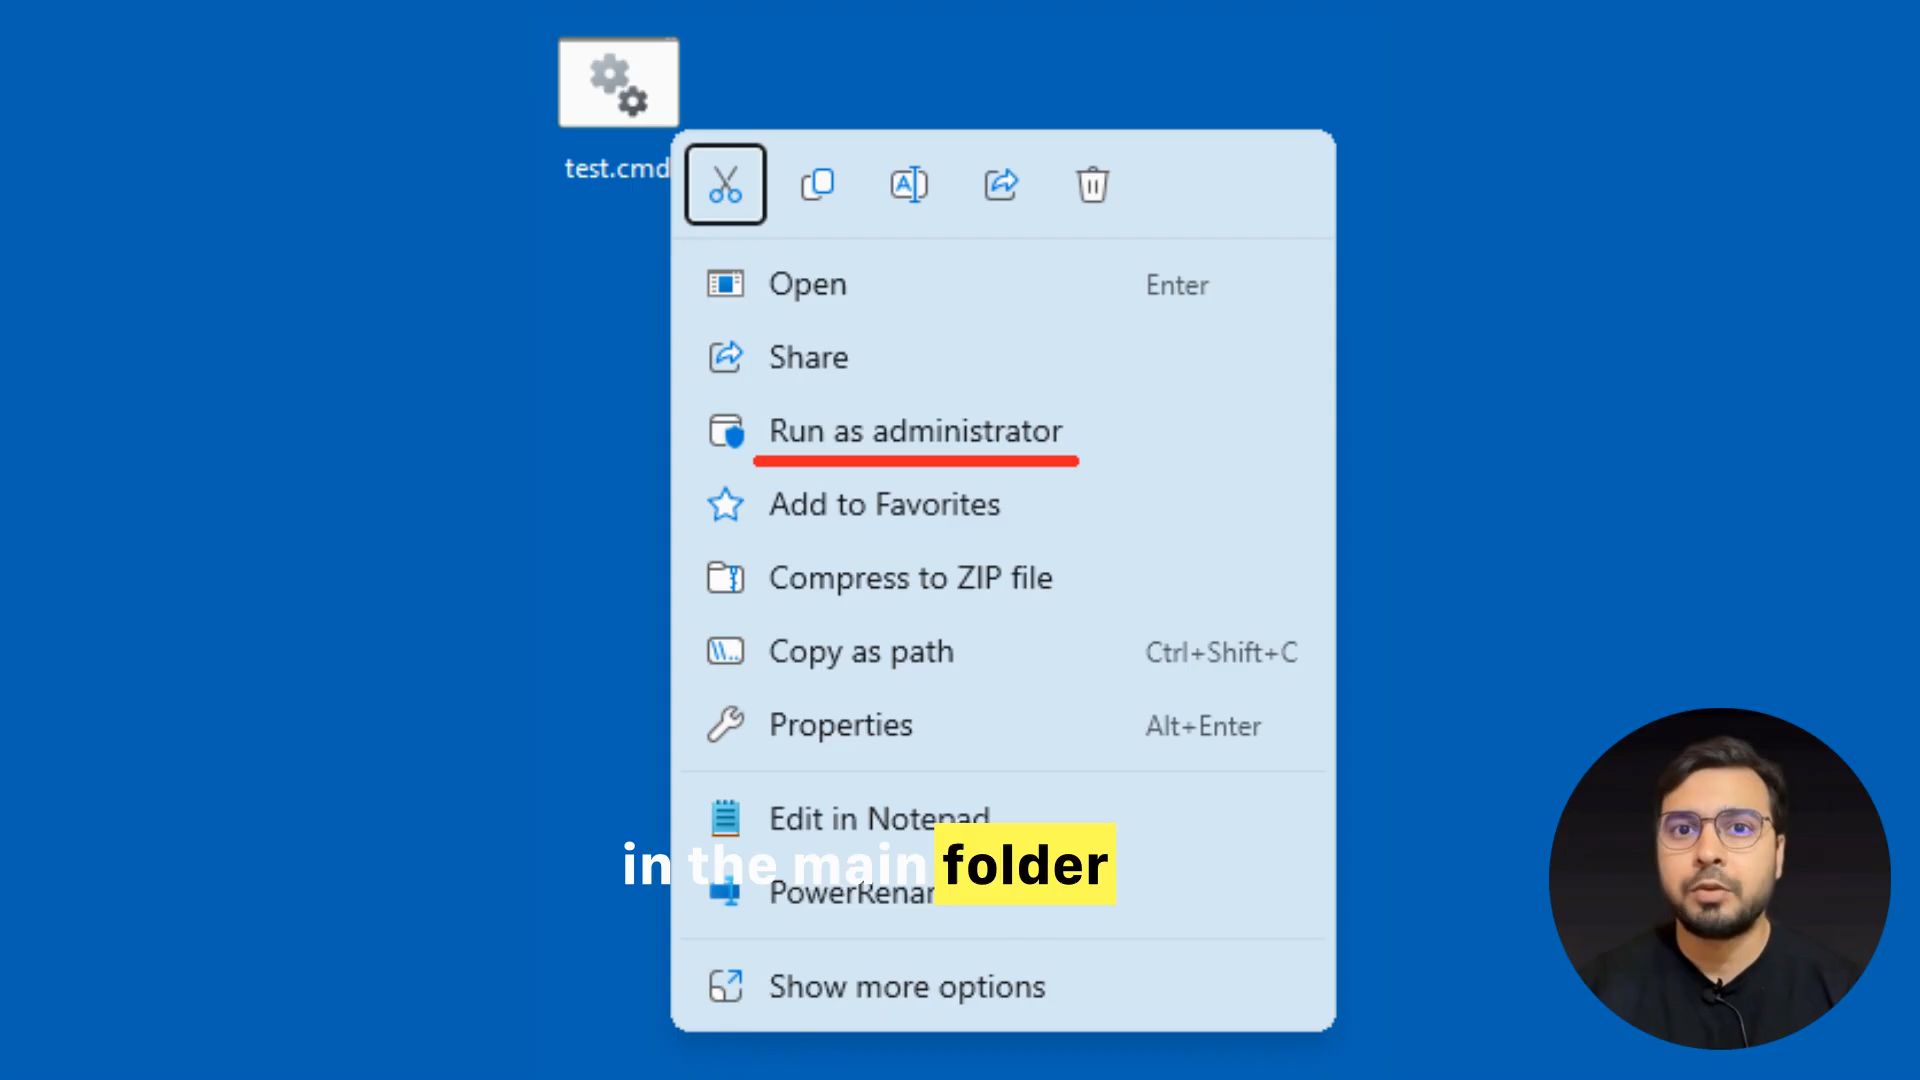 test.cmd
Open Enter
Share
Run as administrator
Add to Favorites
Compress to ZIP file
Copy as path Ctrl+Shift+C
Properties Alt+Enter
Edit in Notepad
in the main folder
Show more options